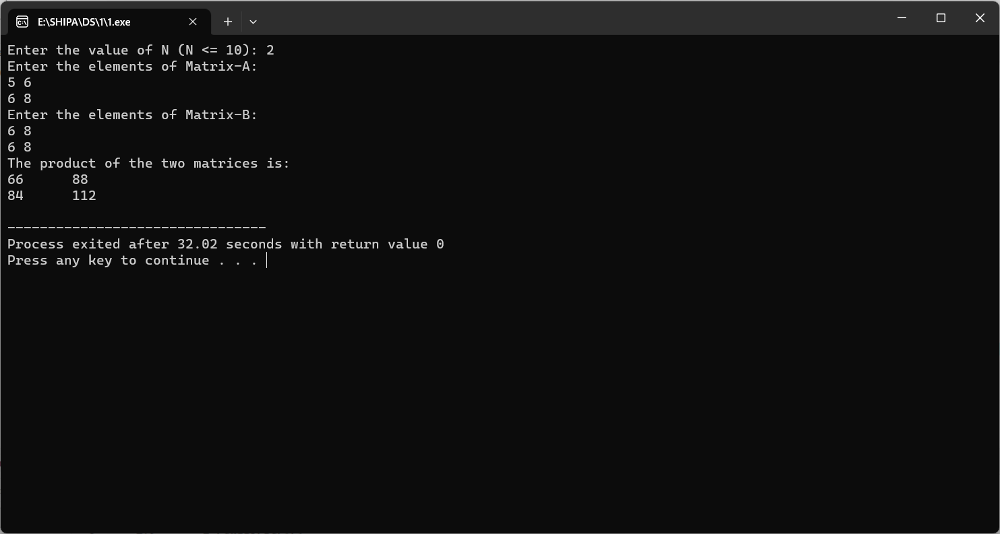 E:\SHIPA\DS\1\1.exe
Enter the value of N (N <= 10): 2
Enter the elements of Matrix-A:
5 6
6 8
Enter the elements of Matrix-B:
6 8
6 8
The product of the two matrices is:
66      88
84      112
--------------------------------
Process exited after 32.02 seconds with return value 0
Press any key to continue . . .